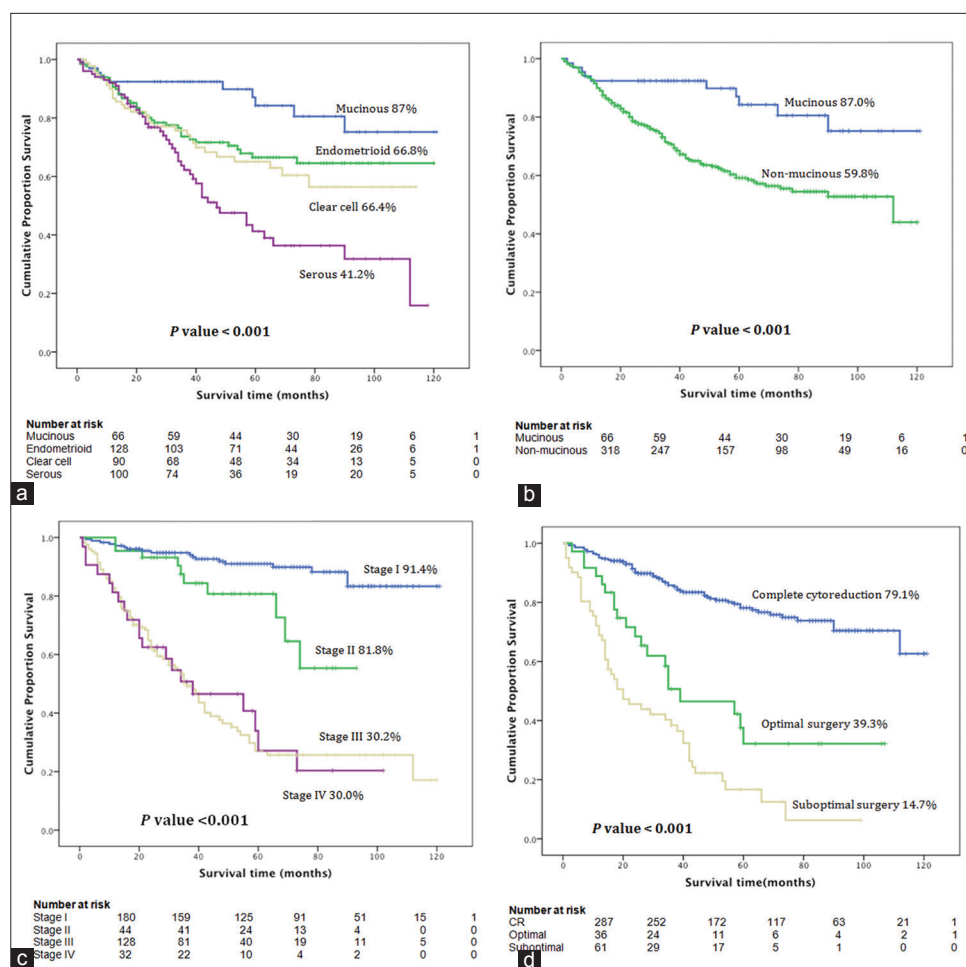 Cumulative Proportion Survival
1.0
0.8
0.6
0.4
0.2
0.0
Mucinous 87%
Endometrioid 66.8%
Clear cell 66.4%
Serous 41.2%
P value < 0.001
0 20 40 60 80 100 120
Survival time (months)
Number at risk
Mucinous 66 59 44 30 19 6 1
Endometrioid 128 103 71 44 26 6 1
Clear cell 90 68 48 34 13 5 0
Serous 100 74 36 19 20 5 0
a
Cumulative Proportion Survival
1.0
0.8
0.6
0.4
0.2
0.0
Mucinous 87.0%
Non-mucinous 59.8%
P value < 0.001
0 20 40 60 80 100 120
Survival time (months)
Number at risk
Mucinous 66 59 44 30 19 6 1
Non-mucinous 318 247 157 98 49 16 0
b
Cumulative Proportion Survival
1.0
0.8
0.6
0.4
0.2
0.0
Stage I 91.4%
Stage II 81.8%
Stage III 30.2%
Stage IV 30.0%
P value <0.001
0 20 40 60 80 100 120
Survival time (months)
Number at risk
Stage I 180 159 125 91 51 15 1
Stage II 44 41 24 13 4 0 0
Stage III 128 81 40 19 11 5 0
Stage IV 32 22 10 4 2 0 0
c
Cumulative Proportion Survival
1.0
0.8
0.6
0.4
0.2
0.0
Complete cytoreduction 79.1%
Optimal surgery 39.3%
Suboptimal surgery 14.7%
P value < 0.001
0 20 40 60 80 100 120
Survival time(months)
Number at risk
CR 287 252 172 117 63 21 1
Optimal 36 24 11 6 4 2 1
Suboptimal 61 29 17 5 1 0 0
d